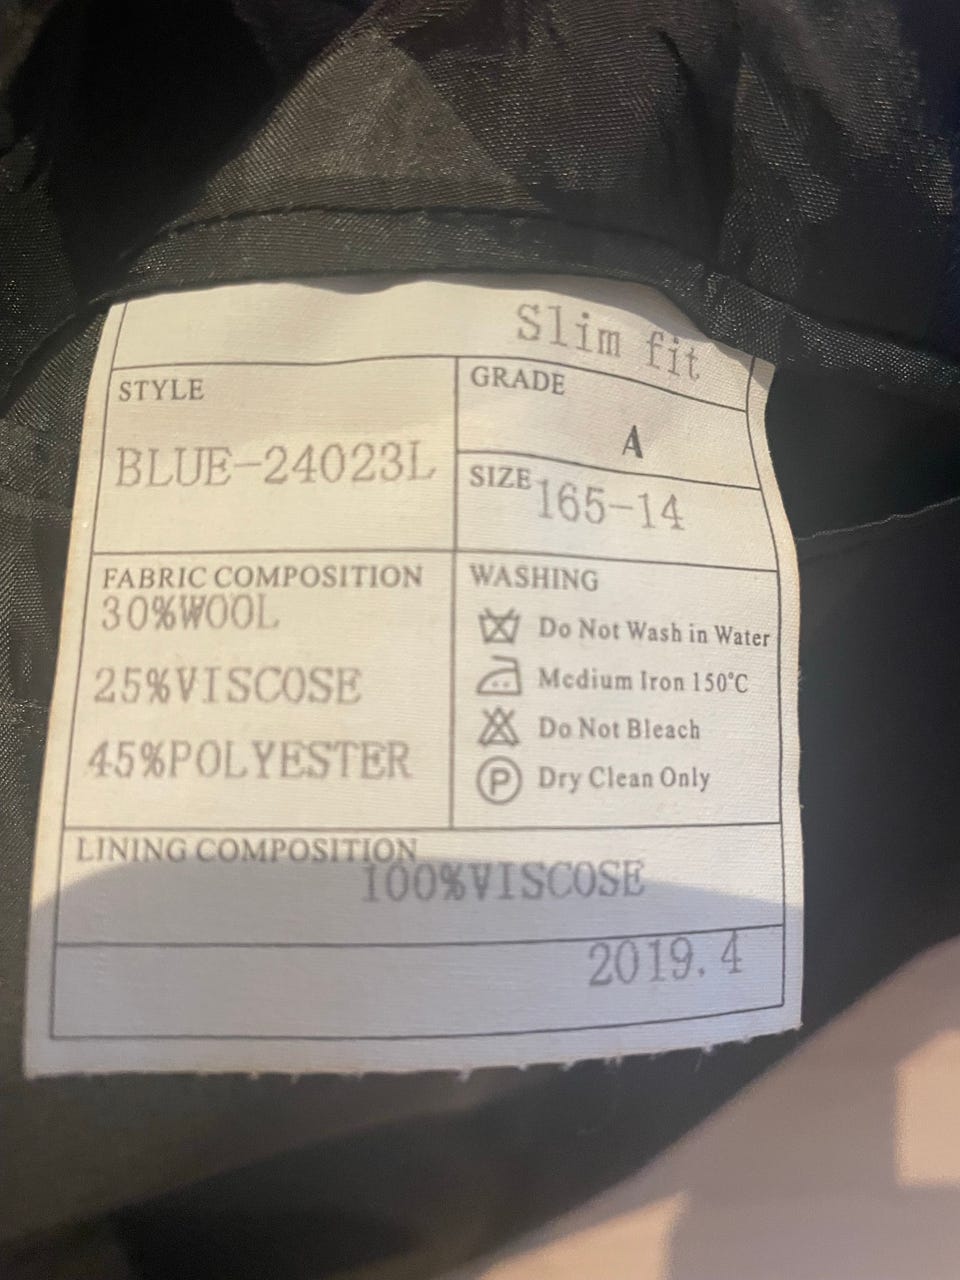 Slim fit
STYLE
BLUE-24023L
GRADE
A
SIZE 165-14
FABRIC COMPOSITION
30%WOOL
25%VISCOSE
45%POLYESTER
WASHING
Do Not Wash in Water
Medium Iron 150°C
Do Not Bleach
P Dry Clean Only
LINING COMPOSITION
100%VISCOSE
2019.4